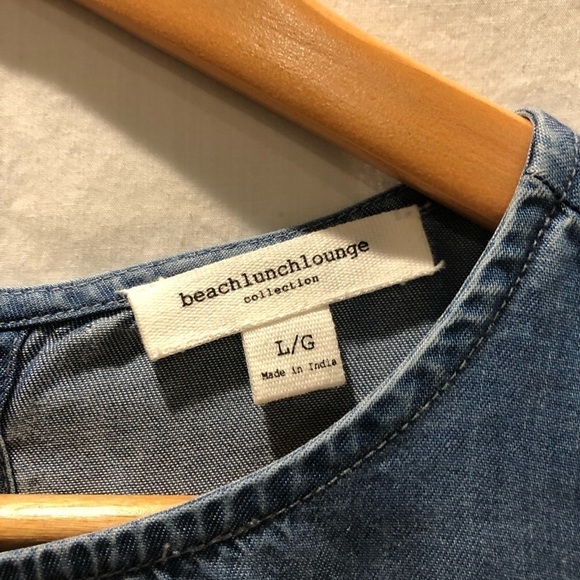 beachlunchlounge
collection
L/G
Made in India